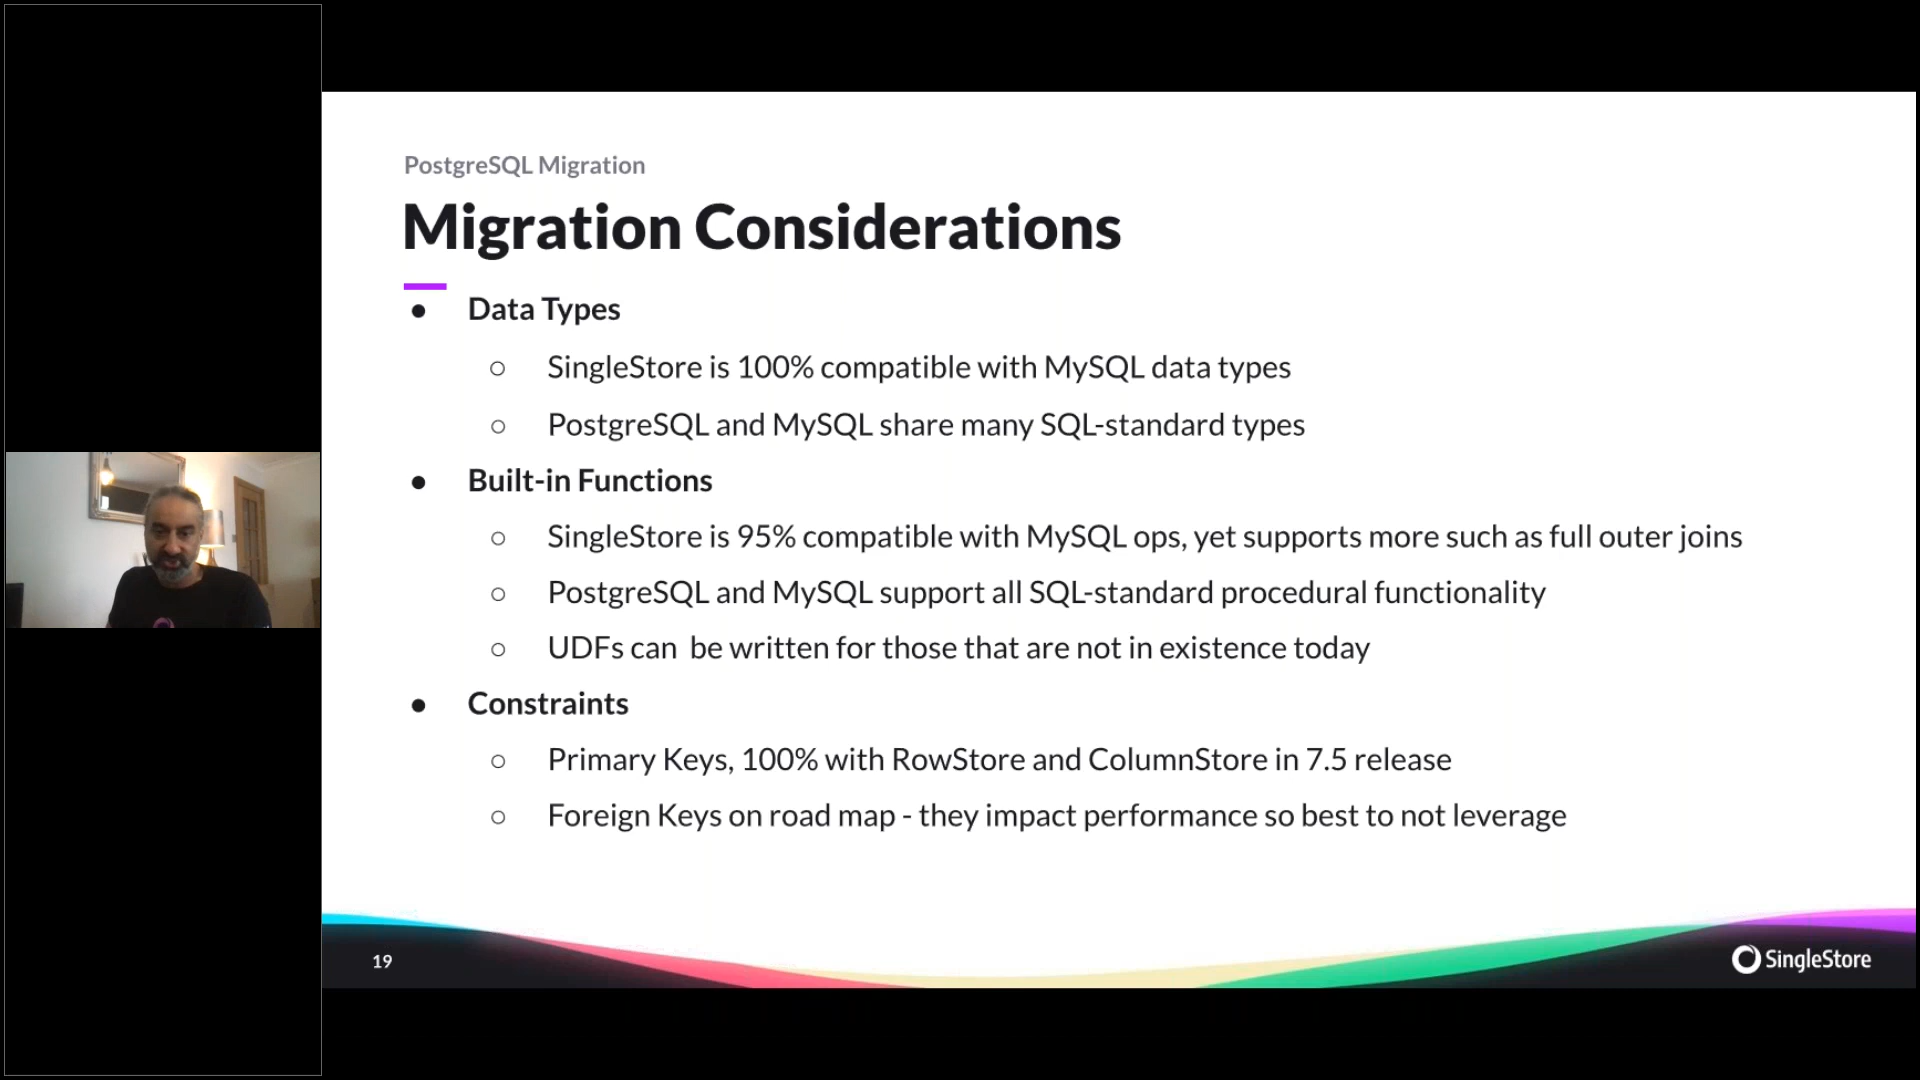 PostgreSQL Migration
Migration Considerations
● Data Types
○ SingleStore is 100% compatible with MySQL data types
○ PostgreSQL and MySQL share many SQL-standard types
● Built-in Functions
○ SingleStore is 95% compatible with MySQL ops, yet supports more such as full outer joins
○ PostgreSQL and MySQL support all SQL-standard procedural functionality
○ UDFs can  be written for those that are not in existence today
● Constraints
○ Primary Keys, 100% with RowStore and ColumnStore in 7.5 release
○ Foreign Keys on road map - they impact performance so best to not leverage
19
SingleStore